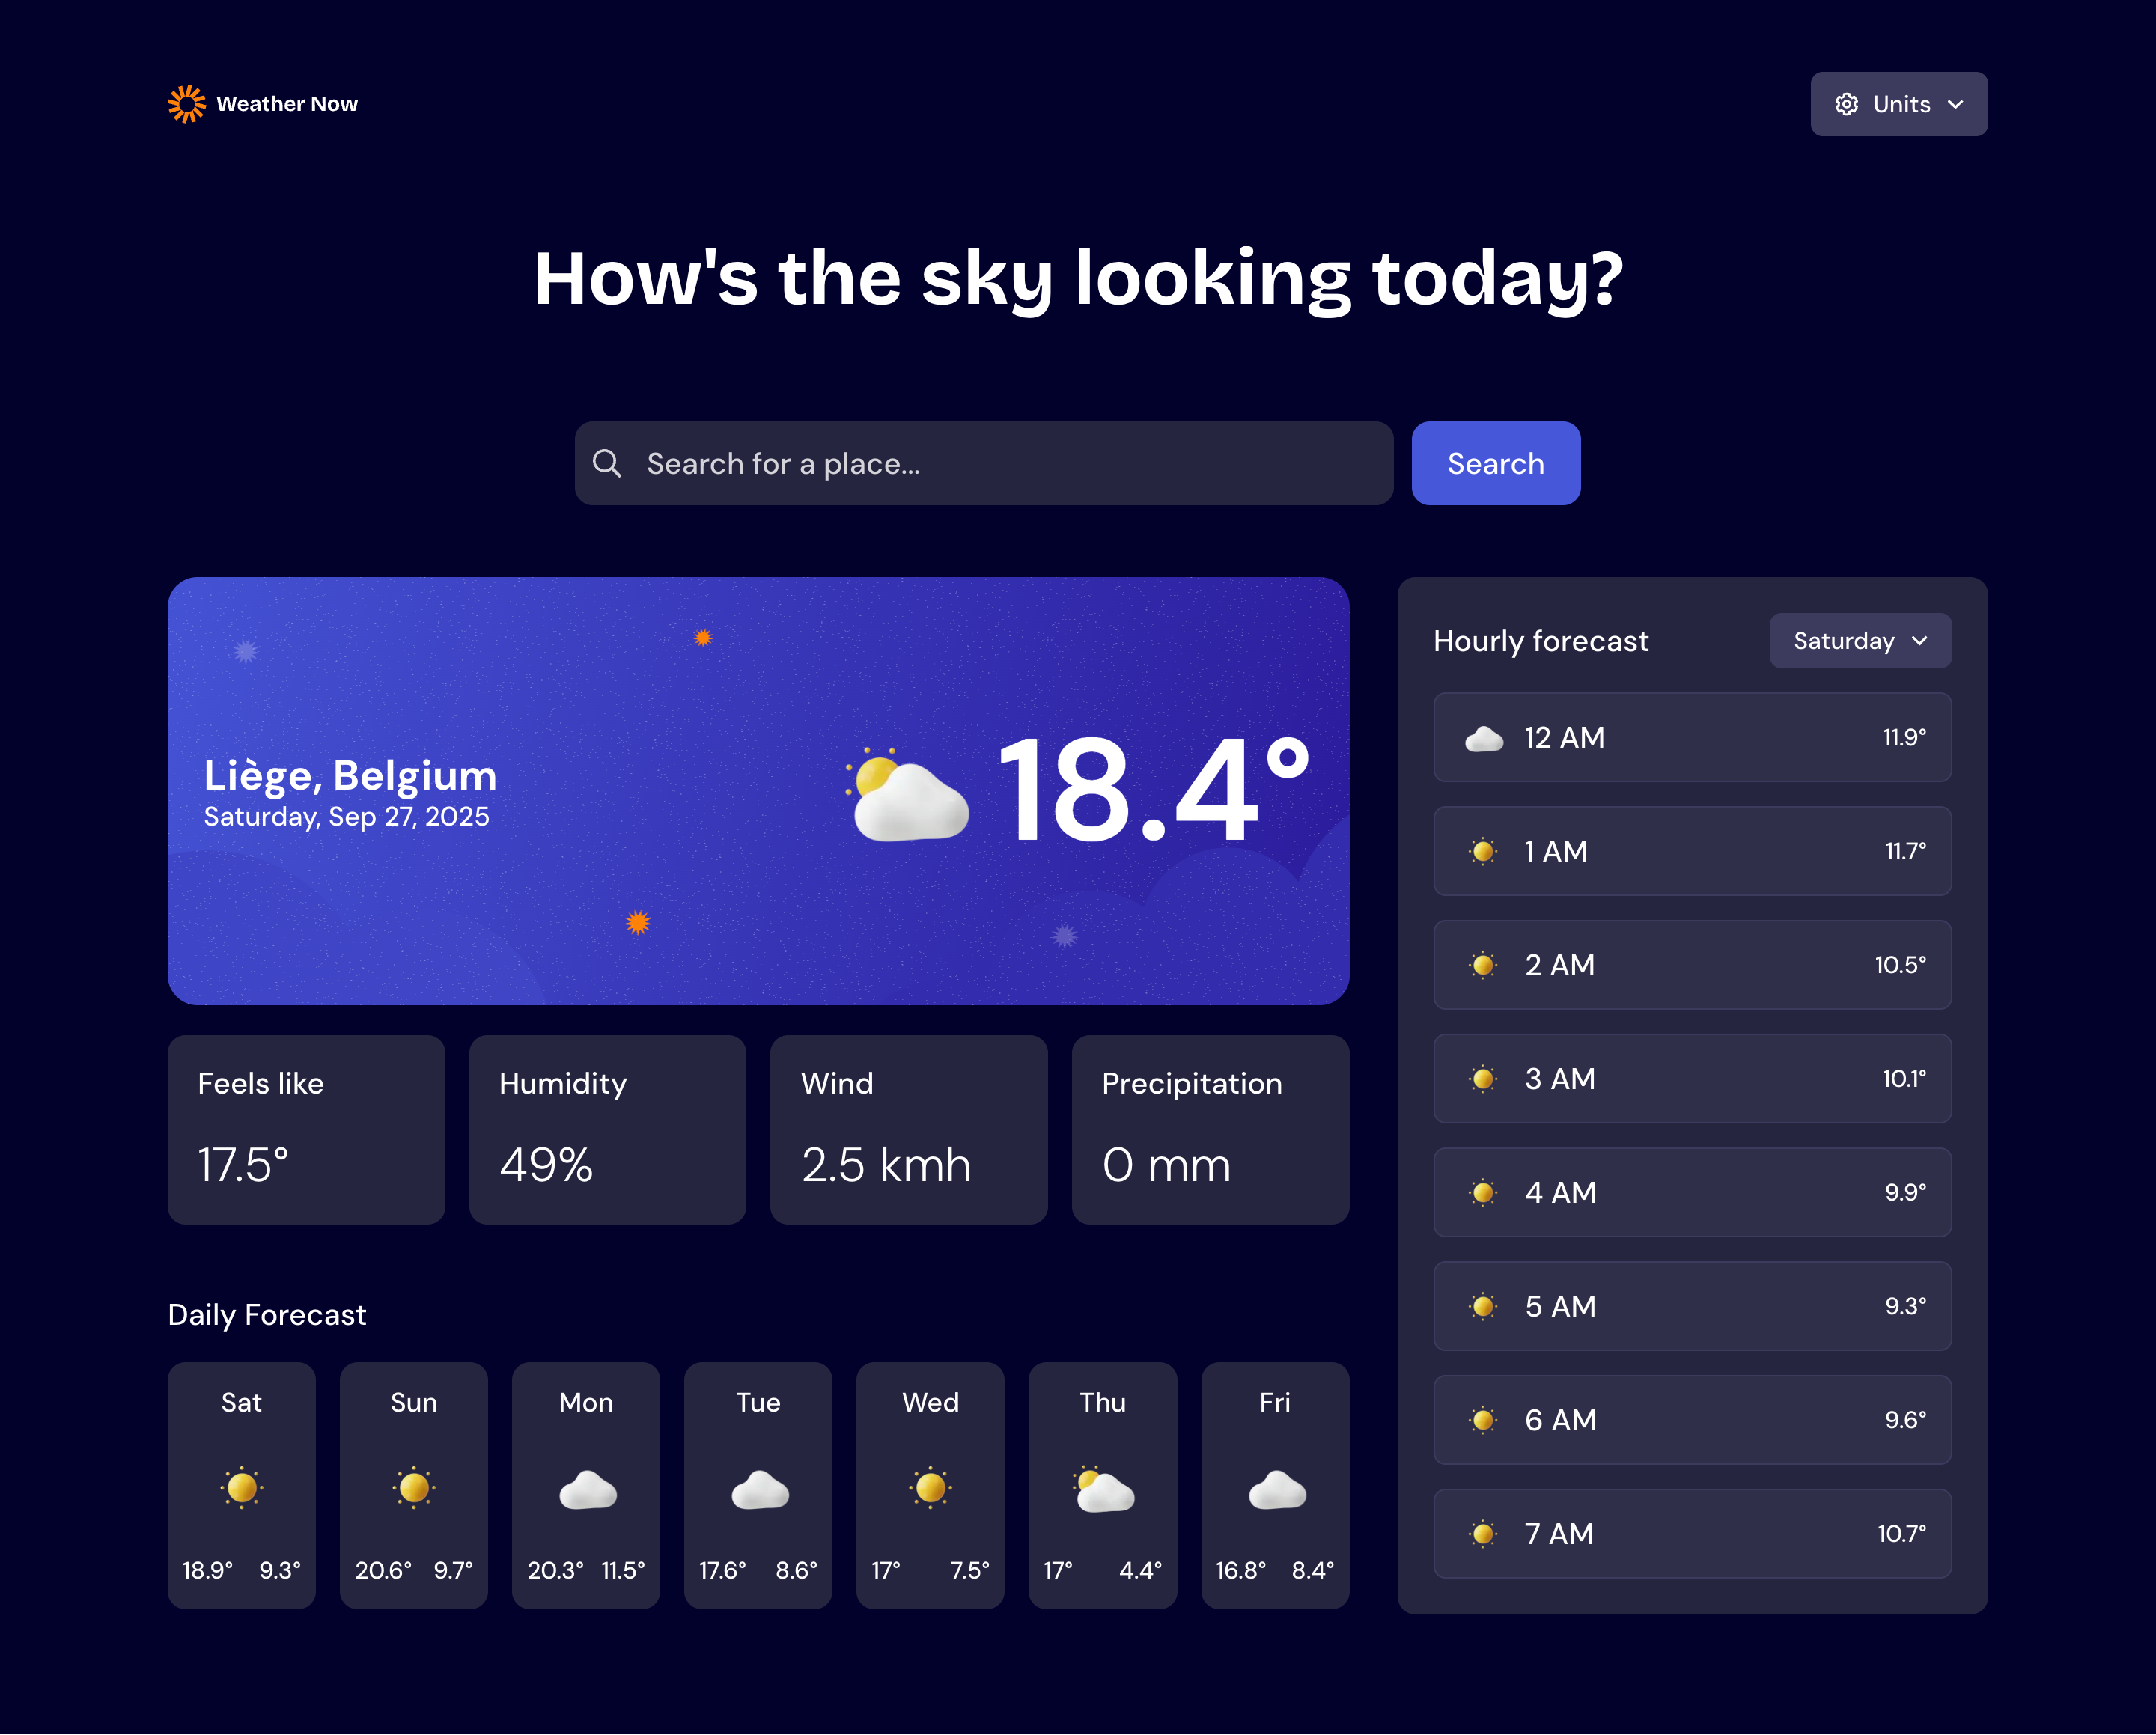 Weather Now
Units
How's the sky looking today?
Search for a place...
Search
Liège, Belgium
Saturday, Sep 27, 2025
18.4°
Feels like
17.5°
Humidity
49%
Wind
2.5 kmh
Precipitation
0 mm
Daily Forecast
Sat
18.9° 9.3°
Sun
20.6° 9.7°
Mon
20.3° 11.5°
Tue
17.6° 8.6°
Wed
17° 7.5°
Thu
17° 4.4°
Fri
16.8° 8.4°
Hourly forecast
Saturday
12 AM 11.9°
1 AM 11.7°
2 AM 10.5°
3 AM 10.1°
4 AM 9.9°
5 AM 9.3°
6 AM 9.6°
7 AM 10.7°